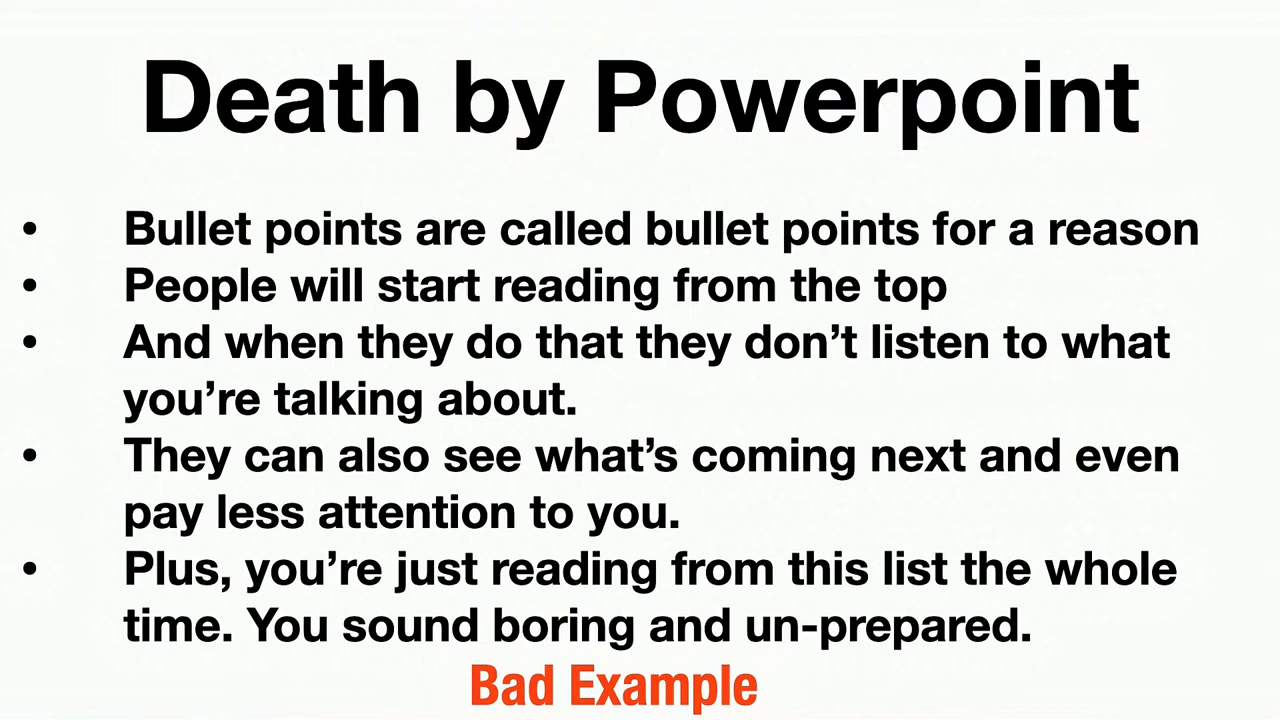 Death by Powerpoint
• Bullet points are called bullet points for a reason
• People will start reading from the top
• And when they do that they don’t listen to what
you’re talking about.
• They can also see what’s coming next and even
pay less attention to you.
• Plus, you’re just reading from this list the whole
time. You sound boring and un-prepared.
Bad Example